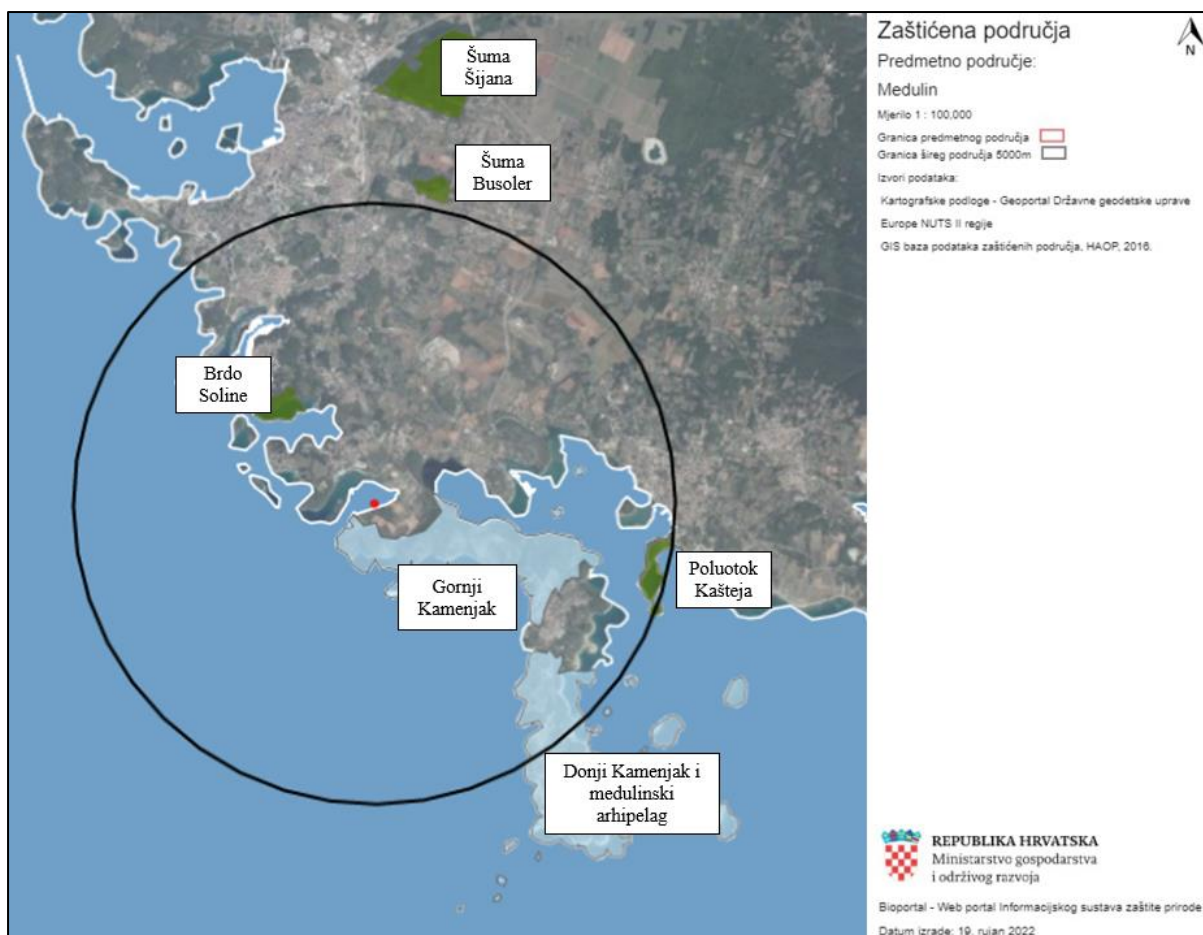 Šuma
Šijana
Šuma
Busoler
Brdo
Soline
Gornji
Kamenjak
Poluotok
Kašteja
Donji Kamenjak i
medulinski
arhipelag
Zaštićena područja
N
Predmetno područje:
Medulin
Mjerilo 1 : 100,000
Granica predmetnog područja
Granica šireg područja 5000m
Izvori podataka:
Kartografske podloge - Geoportal Državne geodetske uprave
Europe NUTS II regije
GIS baza podataka zaštićenih područja, HAOP, 2016.
REPUBLIKA HRVATSKA
Ministarstvo gospodarstva
i održivog razvoja
Bioportal - Web portal Informacijskog sustava zaštite prirode
Datum izrade: 19. rujan 2022